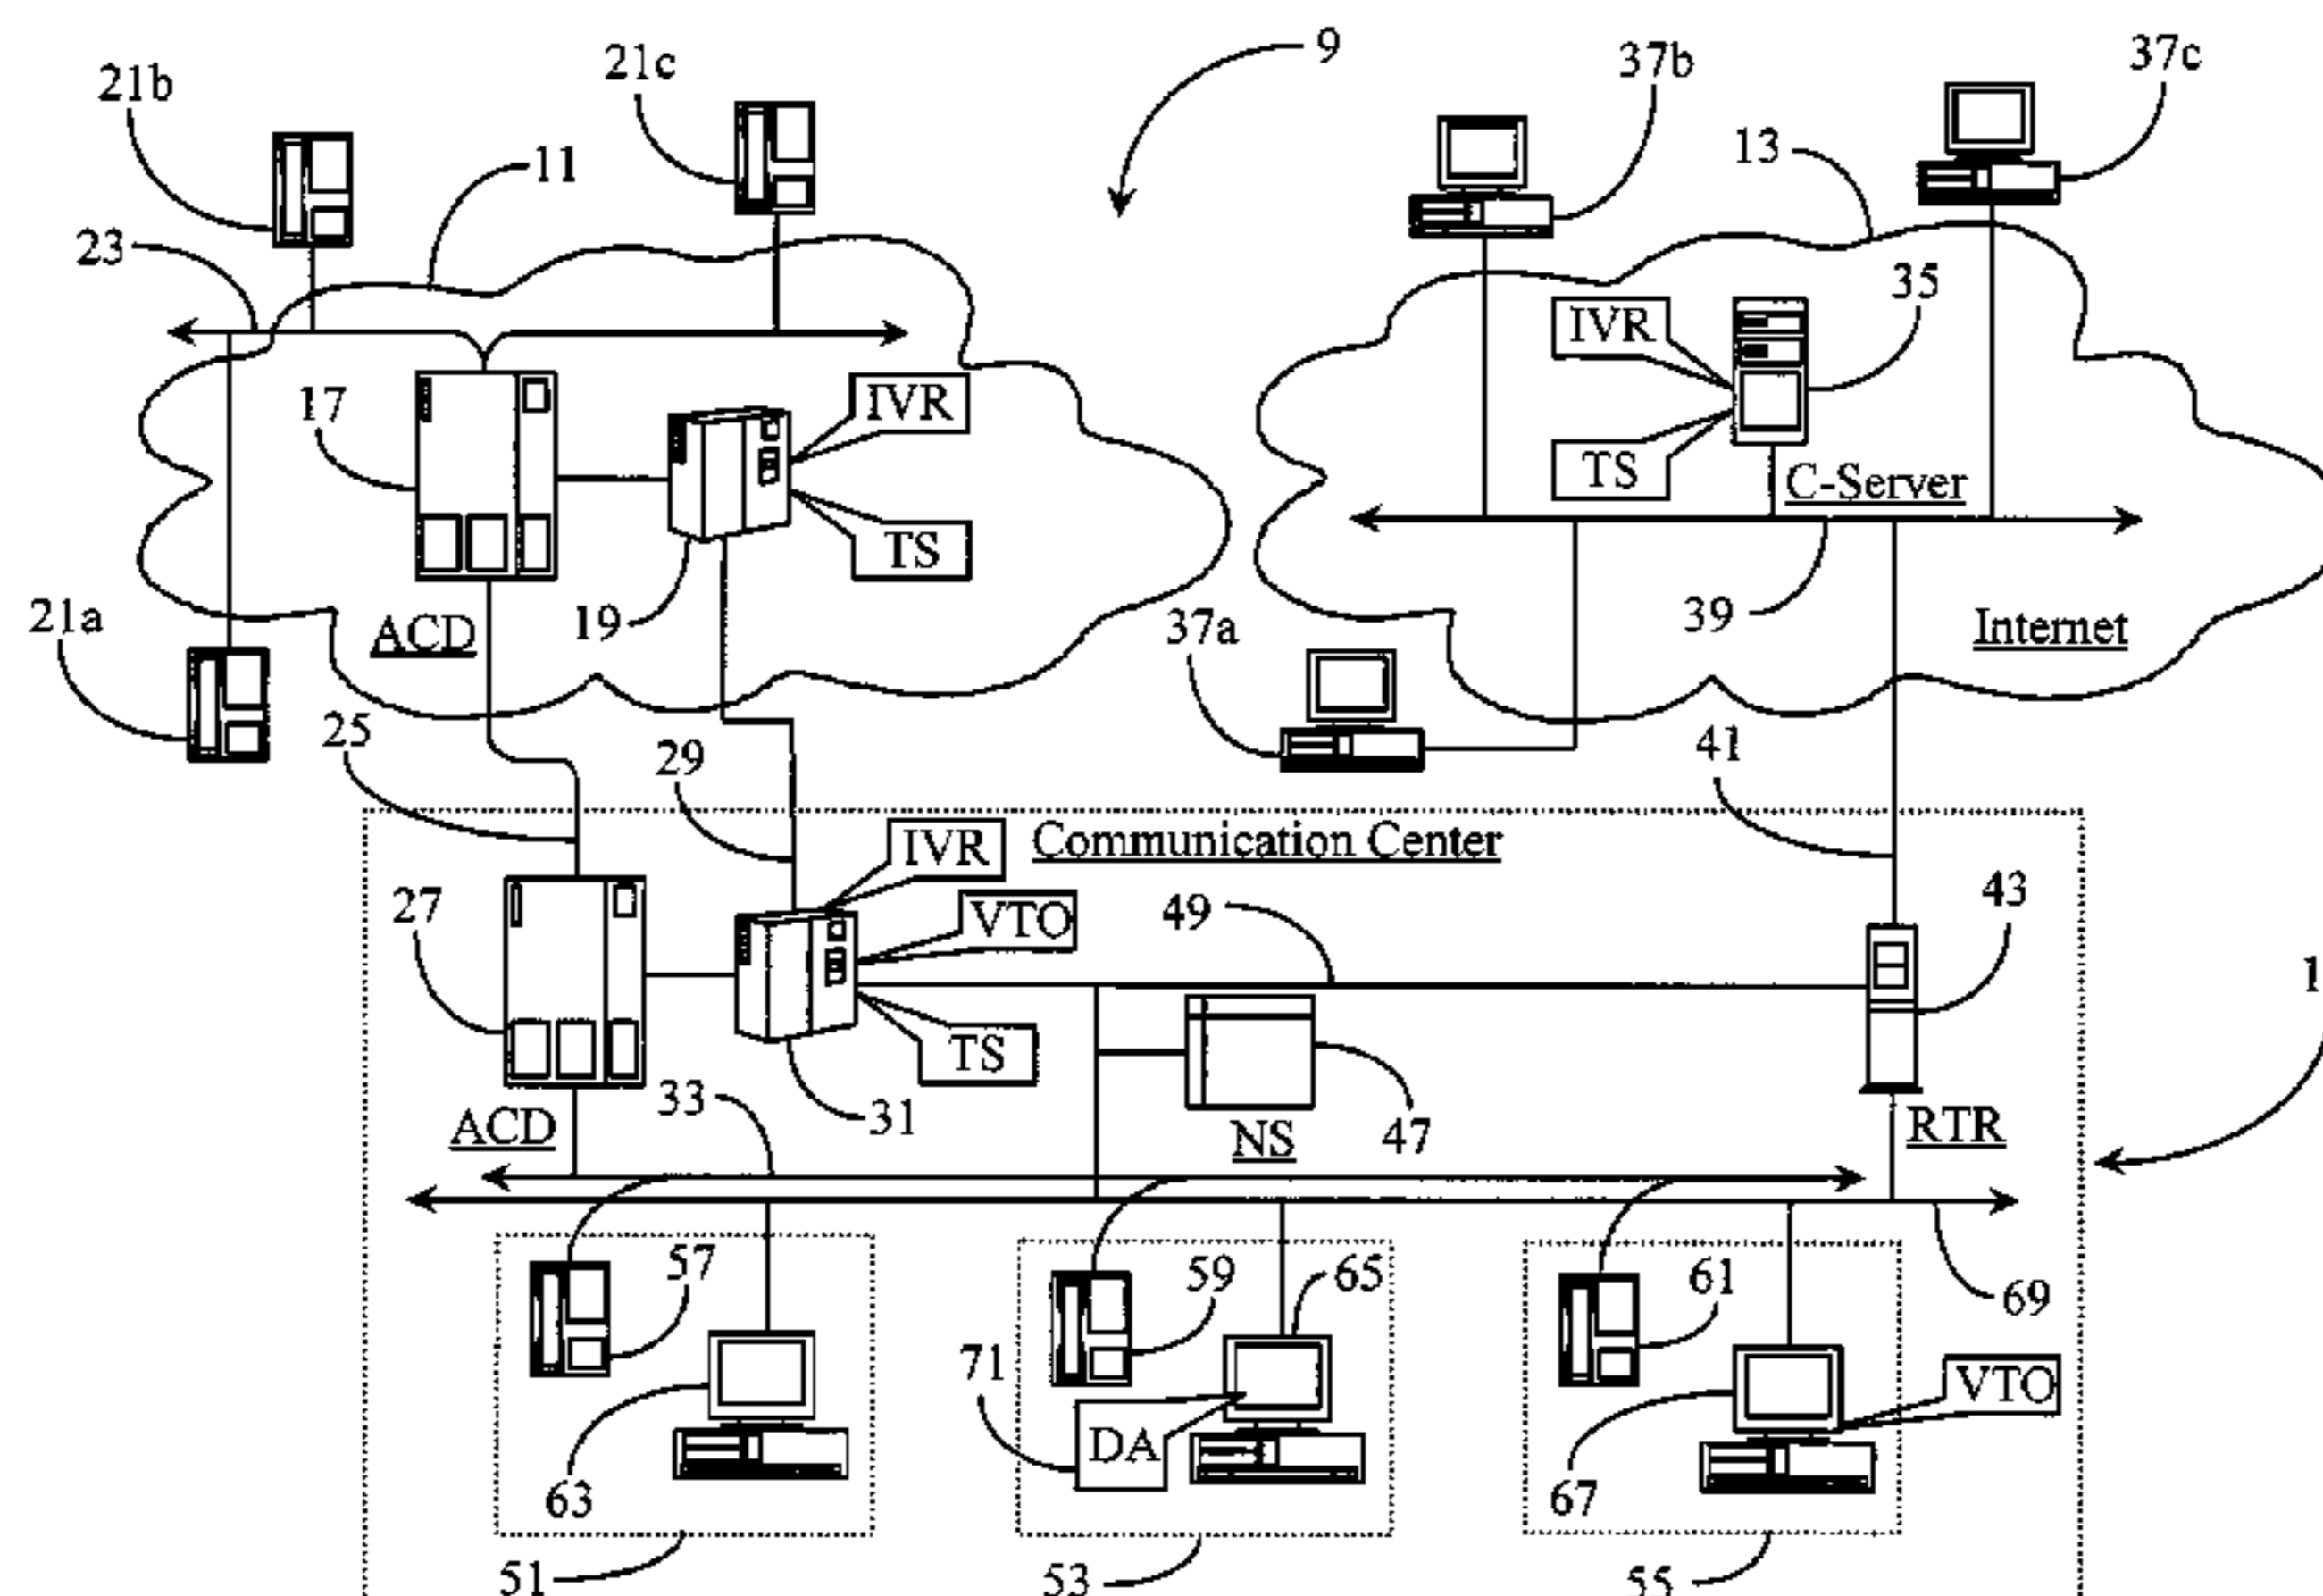 9
21b
21c
37b
37c
11
13
23
35
IVR
IVR
17
TS
C-Server
TS
21a
ACD
19
37a
39
Internet
25
29
41
Communication Center
IVR
27
VTO
49
43
1
TS
33
31
ACD
NS
47
RTR
57
59
65
61
69
71
DA
VTO
63
67
51
53
55